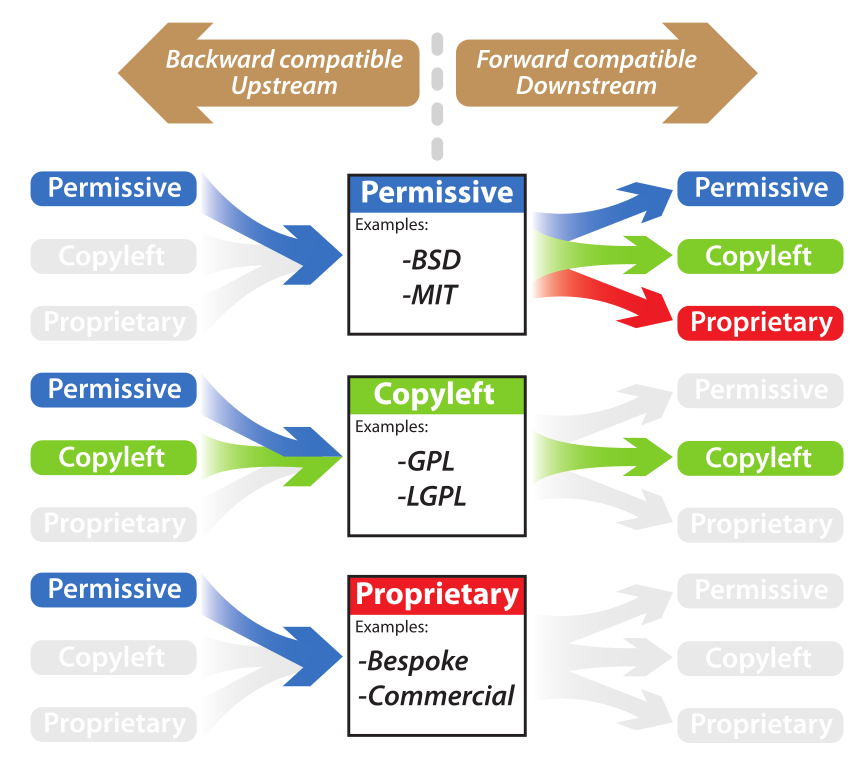 Backward compatible
Upstream
Forward compatible
Downstream
Permissive
Copyleft
Proprietary
Permissive
Examples:
-BSD
-MIT
Permissive
Copyleft
Proprietary
Permissive
Copyleft
Proprietary
Copyleft
Examples:
-GPL
-LGPL
Permissive
Copyleft
Proprietary
Permissive
Copyleft
Proprietary
Proprietary
Examples:
-Bespoke
-Commercial
Permissive
Copyleft
Proprietary